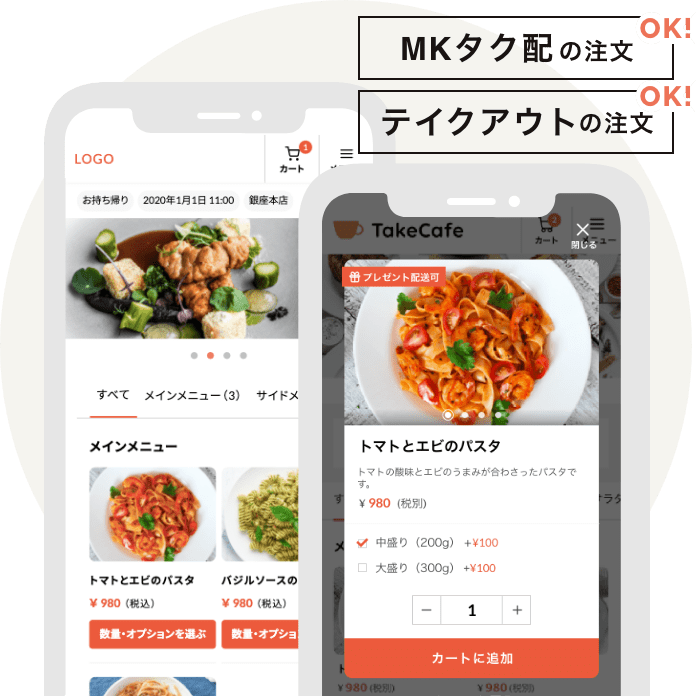 MKタク配の注文
OK!
テイクアウトの注文
OK!
LOGO
1
カート
お持ち帰り
2020年1月1日 11:00
銀座本店
すべて
メインメニュー(3)
サイドメ
メインメニュー
トマトとエビのパスタ
¥ 980 (税込)
数量・オプションを選ぶ
バジルソースの
¥ 980 (税込)
数量・オプショ
TakeCafe
2
カート
メニュー
閉じる
プレゼント配送可
トマトとエビのパスタ
トマトの酸味とエビのうまみが合わさったパスタで
す。
¥ 980 (税別)
中盛り(200g) +¥100
大盛り(300g) +¥100
− 1 +
カートに追加
サラダ
¥ 980 (税別)
¥ 980 (税別)